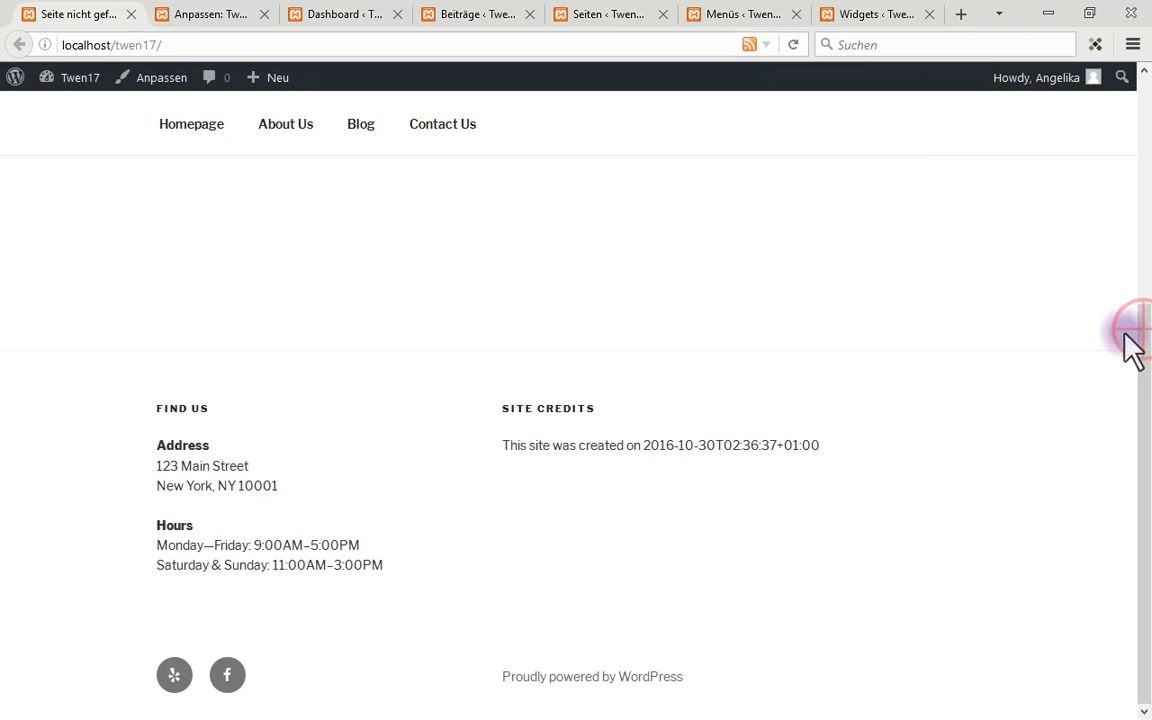 Seite nicht gef...
Anpassen: Tw...
Dashboard ‹ T...
Beiträge ‹ Twe...
Seiten ‹ Twen...
Menüs ‹ Twen...
Widgets ‹ Twe...
localhost/twen17/
Suchen
Twen17
Anpassen
0
Neu
Howdy, Angelika
Homepage
About Us
Blog
Contact Us
FIND US
Address
123 Main Street
New York, NY 10001
Hours
Monday—Friday: 9:00AM–5:00PM
Saturday & Sunday: 11:00AM–3:00PM
SITE CREDITS
This site was created on 2016-10-30T02:36:37+01:00
Proudly powered by WordPress